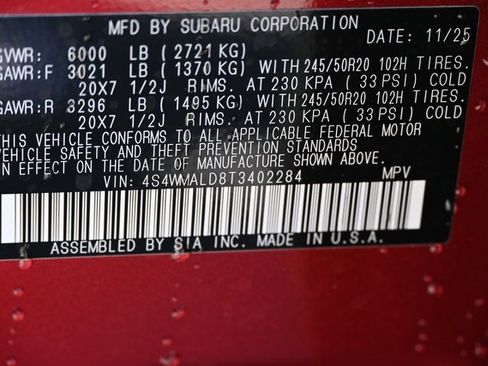 MFD BY SUBARU CORPORATION DATE: 11/25
GVWR: 6000 LB (2721 KG)
GAWR:F 3021 LB (1370 KG) WITH 245/50R20 102H TIRES.
20X7 1/2J RIMS. AT 230 KPA (33 PSI) COLD
GAWR:R 3296 LB (1495 KG) WITH 245/50R20 102H TIRES.
20X7 1/2J RIMS. AT 230 KPA (33 PSI) COLD
THIS VEHICLE CONFORMS TO ALL APPLICABLE FEDERAL MOTOR
VEHICLE SAFETY AND THEFT PREVENTION STANDARDS
IN EFFECT ON THE DATE OF MANUFACTURE SHOWN ABOVE.
VIN: 4S4WMALD8T3402284 MPV
ASSEMBLED BY SIA INC. MADE IN U.S.A.